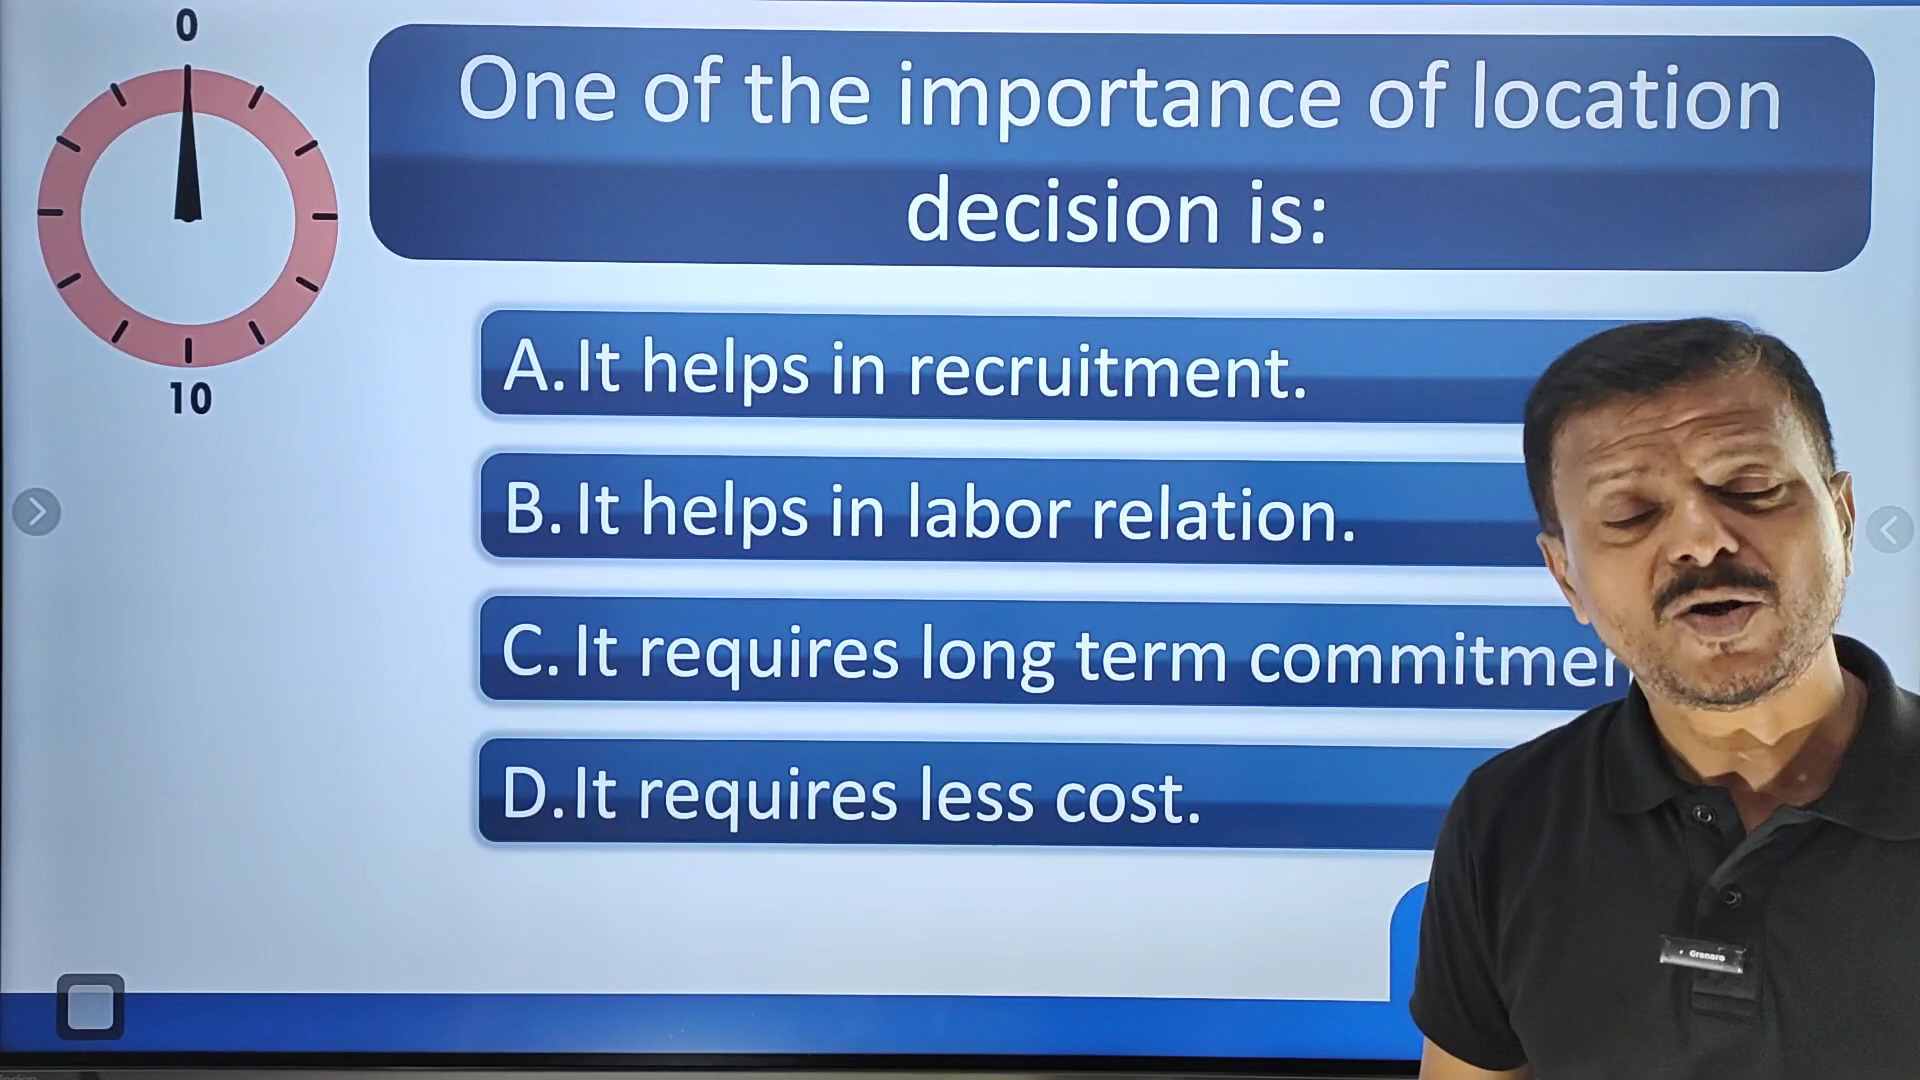 0
10
One of the importance of location
decision is:
A. It helps in recruitment.
B. It helps in labor relation.
C. It requires long term
D. It requires less cost.
Grenaro